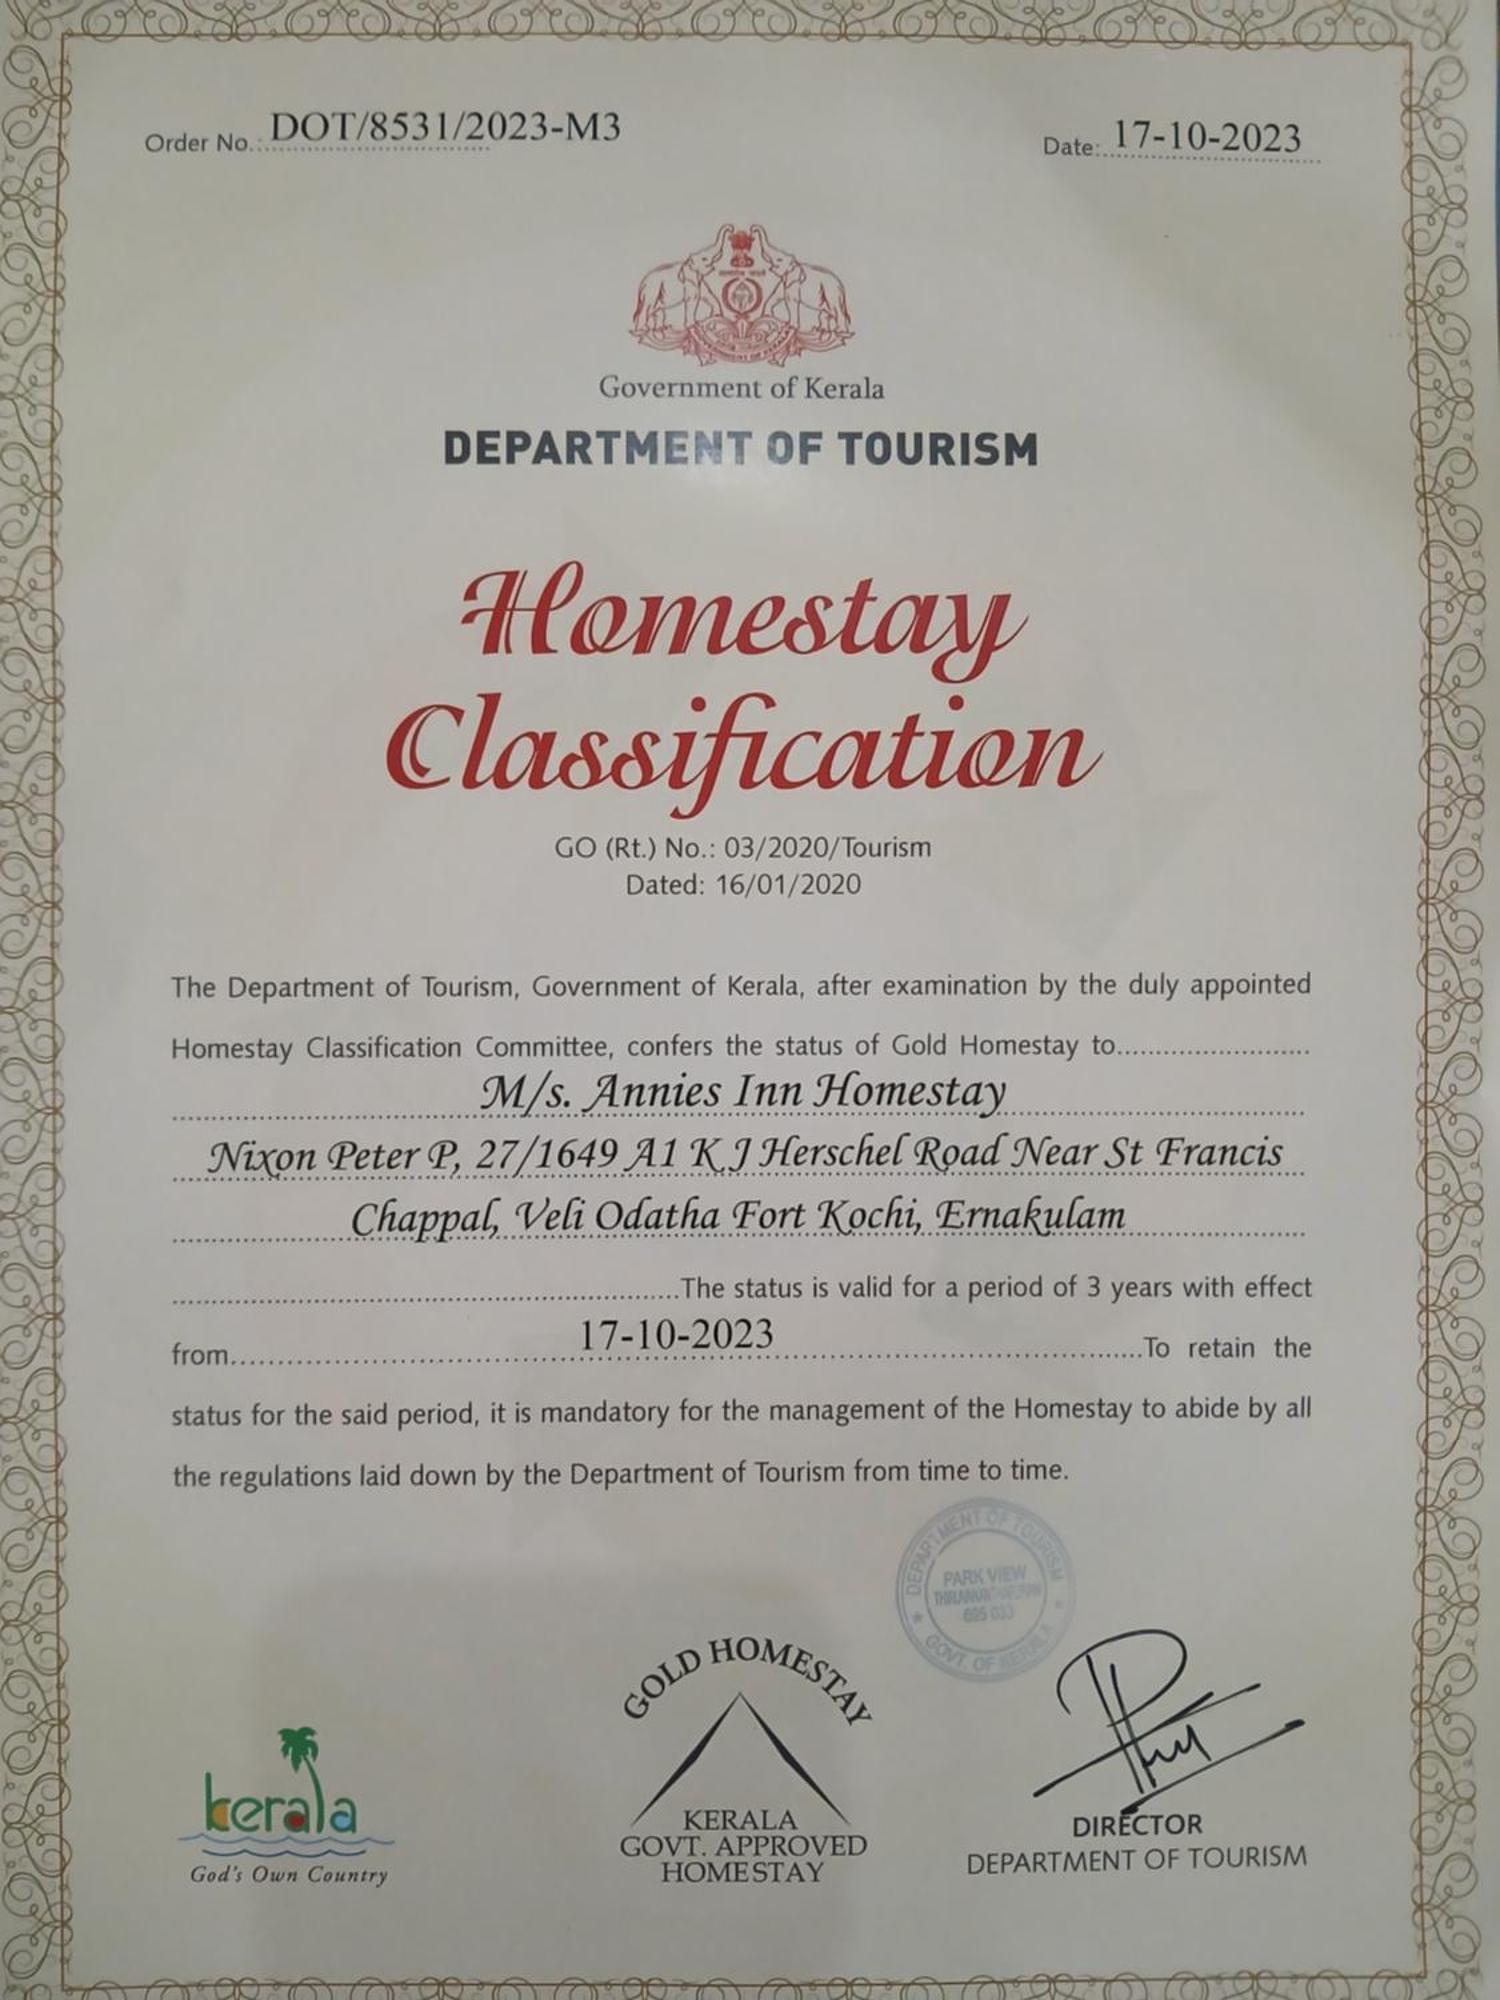 Order No.: DOT/8531/2023-M3
Date: 17-10-2023
Government of Kerala
DEPARTMENT OF TOURISM
Homestay
Classification
GO (Rt.) No.: 03/2020/Tourism
Dated: 16/01/2020
The Department of Tourism, Government of Kerala, after examination by the duly appointed
Homestay Classification Committee, confers the status of Gold Homestay to
M/s. Annies Inn Homestay
Nixon Peter P, 27/1649 A1 K J Herschel Road Near St Francis
Chappal, Veli Odatha Fort Kochi, Ernakulam
The status is valid for a period of 3 years with effect
from 17-10-2023 To retain the
status for the said period, it is mandatory for the management of the Homestay to abide by all
the regulations laid down by the Department of Tourism from time to time.
DEPARTMENT OF TOURISM
PARK VIEW
GOVT. OF KERALA
GOLD HOMESTAY
KERALA
GOVT. APPROVED
HOMESTAY
kerala
God's Own Country
DIRECTOR
DEPARTMENT OF TOURISM